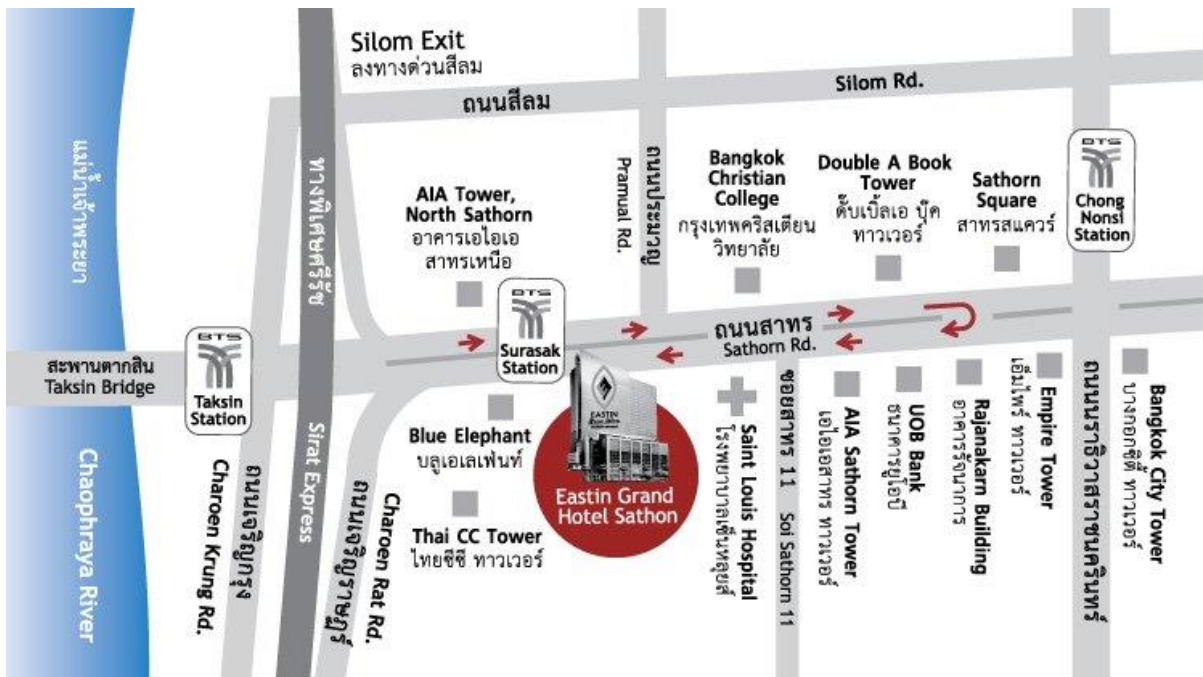 Silom Exit
ลงทางด่วนสีลม
ถนนสีลม
Silom Rd.
แม่น้ำเจ้าพระยา
Chaophraya River
ทางพิเศษศรีรัช
Sirat Express
AIA Tower,
North Sathorn
อาคารเอไอเอ
สาทรเหนือ
ถนนประมวญ
Pramual Rd.
Bangkok
Christian
College
กรุงเทพคริสเตียน
วิทยาลัย
Double A Book
Tower
ดั๊บเบิ้ลเอ บุ๊ค
ทาวเวอร์
Sathorn
Square
สาทรสแควร์
BTS
Chong
Nonsi
Station
BTS
Surasak
Station
BTS
Taksin
Station
สะพานตากสิน
Taksin Bridge
ถนนสาทร
Sathorn Rd.
ถนนเจริญกรุง
Charoen Krung Rd.
ถนนเจริญราษฎร์
Charoen Rat Rd.
Blue Elephant
บลูเอเลเฟ่นท์
Thai CC Tower
ไทยซีซี ทาวเวอร์
EASTIN
Eastin Grand
Hotel Sathon
Saint Louis Hospital
โรงพยาบาลเซ็นหลุยส์
ซอยสาทร 11 Soi Sathorn 11
AIA Sathorn Tower
เอไอเอสาทร ทาวเวอร์
UOB Bank
ธนาคารยูโอบี
Rajanakarn Building
อาคารรัจนาการ
Empire Tower
เอ็มไพร์ ทาวเวอร์
ถนนนราธิวาสราชนครินทร์
Bangkok City Tower
บางกอกซิตี้ ทาวเวอร์